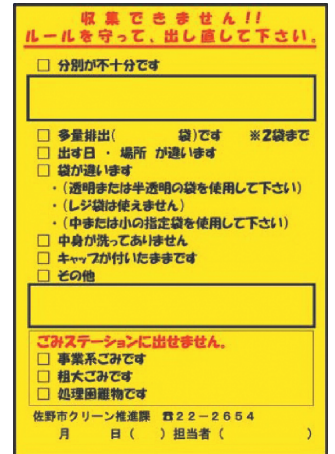 収集できません!!
ルールを守って、出し直して下さい。
□ 分別が不十分です
□ 多量排出(　　　袋)です　※2袋まで
□ 出す日・場所 が違います
□ 袋が違います
・(透明または半透明の袋を使用して下さい)
・(レジ袋は使えません)
・(中または小の指定袋を使用して下さい)
□ 中身が洗ってありません
□ キャップが付いたままです
□ その他
ごみステーションに出せません。
□ 事業系ごみです
□ 粗大ごみです
□ 処理困難物です
佐野市クリーン推進課 ☎22－2654
月　　日(　)担当者(　　　　)